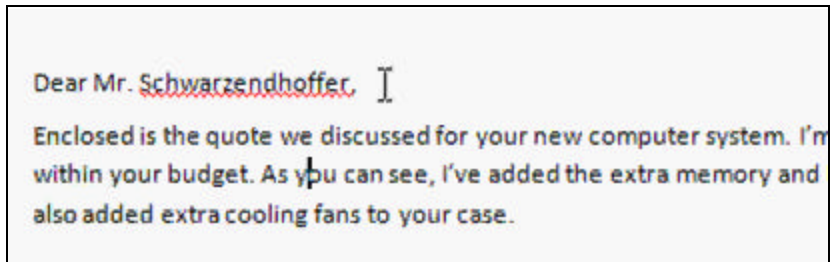 Dear Mr. Schwarzendhoffer,
Enclosed is the quote we discussed for your new computer system. I'm
within your budget. As you can see, I've added the extra memory and
also added extra cooling fans to your case.